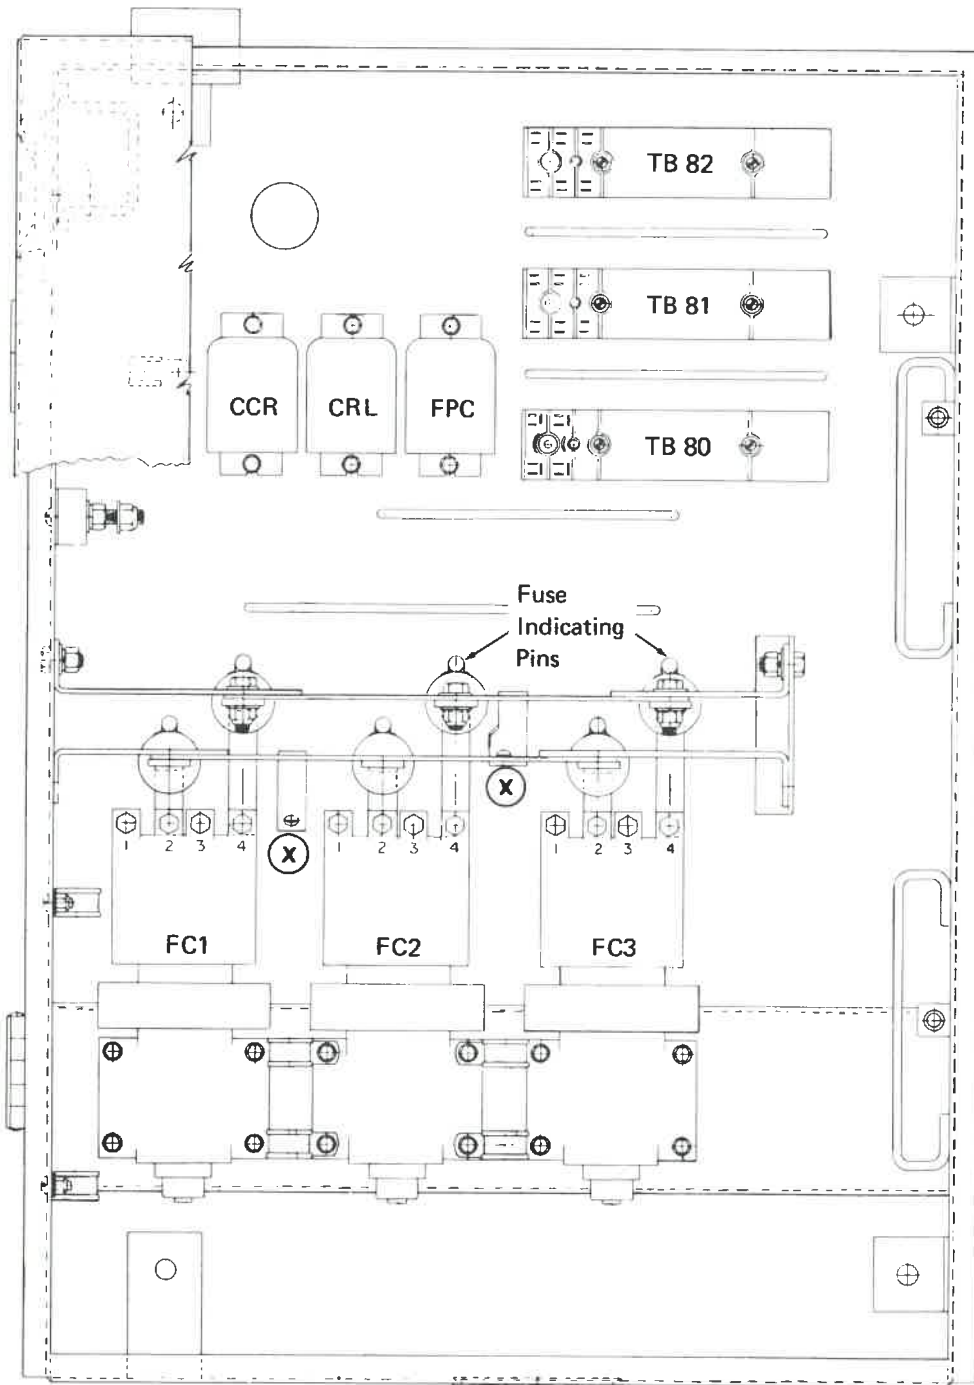 TB 82
TB 81
CCR CRL FPC
TB 80
Fuse
Indicating
Pins
X
1 2 3 4
1 2 3 4
1 2 3 4
X
FC1 FC2 FC3